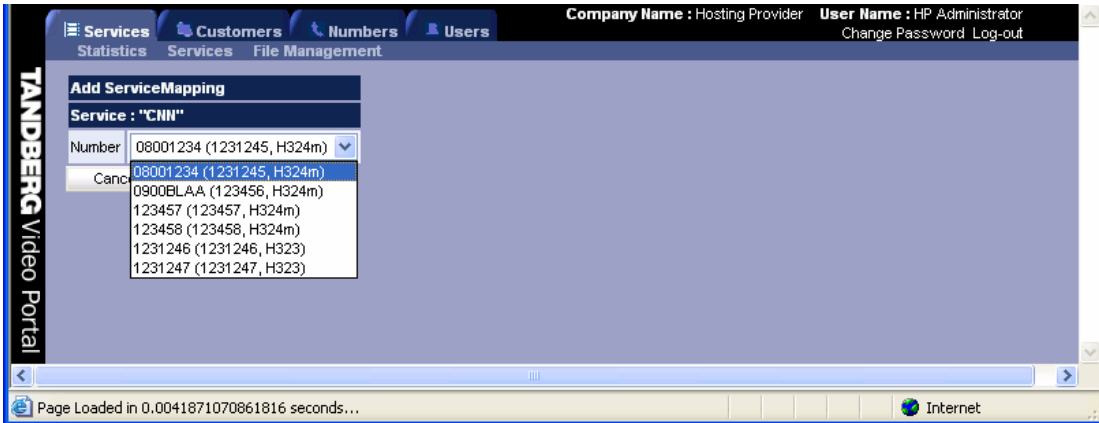 Company Name : Hosting Provider User Name : HP Administrator
Services Customers Numbers Users
Change Password Log-out
Statistics Services File Management
TANDBERG Video Portal
Add ServiceMapping
Service : "CNN"
Number 08001234 (1231245, H324m)
08001234 (1231245, H324m)
Canc
0900BLAA (123456, H324m)
123457 (123457, H324m)
123458 (123458, H324m)
1231246 (1231246, H323)
1231247 (1231247, H323)
Page Loaded in 0.0041871070861816 seconds... Internet